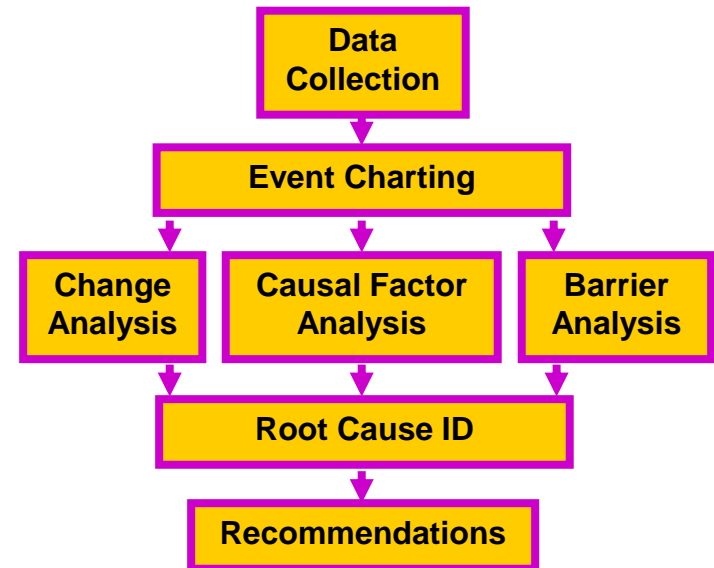 Data
Collection
Event Charting
Change
Analysis
Causal Factor
Analysis
Barrier
Analysis
Root Cause ID
Recommendations